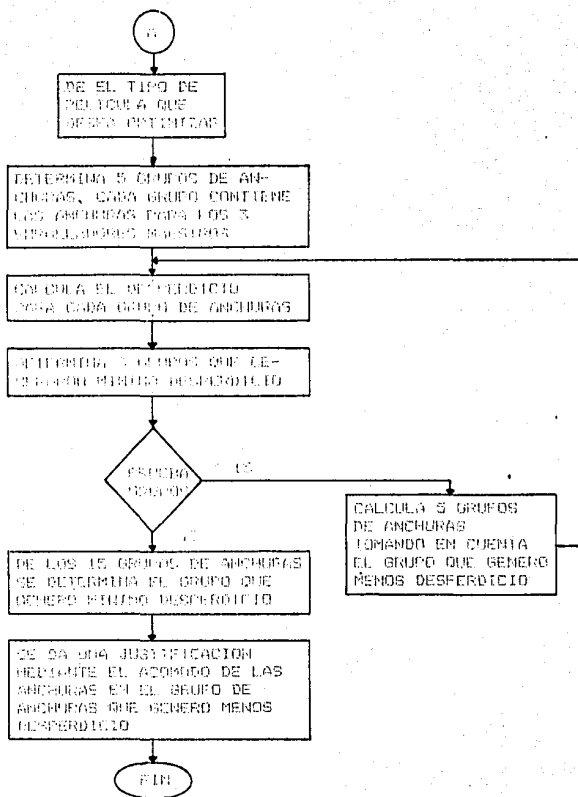 A
DE EL TIPO DE
PELICULA QUE
DESEA OPTIMIZAR
DETERMINA 5 GRUPOS DE AN-
CHURAS, CADA GRUPO CONTIENE
LAS ANCHURAS PARA LOS 3
EMBOBINADORES MAESTROS
CALCULA EL DESPERDICIO
PARA CADA GRUPO DE ANCHURAS
DETERMINA GRUPOS QUE GE-
NERARON MINIMO DESPERDICIO
GRUPOS
CALCULA 5 GRUPOS
DE ANCHURAS
TOMANDO EN CUENTA
EL GRUPO QUE GENERO
MENOS DESPERDICIO
DE LOS 15 GRUPOS DE ANCHURAS
SE DETERMINA EL GRUPO QUE
GENERO MINIMO DESPERDICIO
SE DA UNA JUSTIFICACION
MEDIANTE EL ACOMODO DE LAS
ANCHURAS EN EL GRUPO DE
ANCHURAS QUE GENERO MENOS
DESPERDICIO
FIN